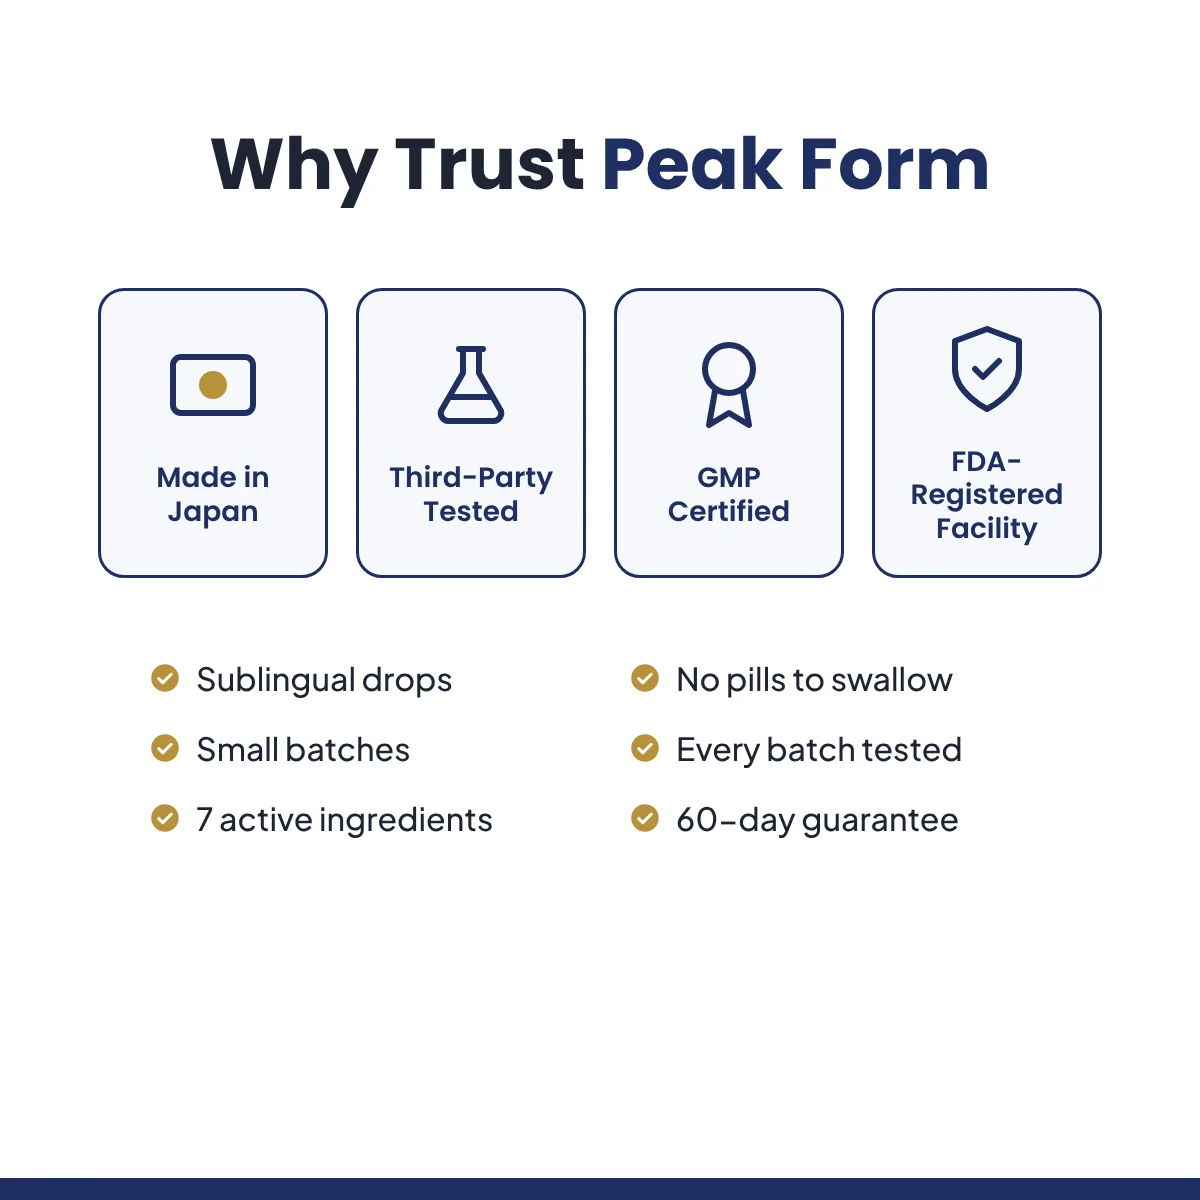 Why Trust Peak Form
Made in
Japan
Third-Party
Tested
GMP
Certified
FDA-
Registered
Facility
Sublingual drops
No pills to swallow
Small batches
Every batch tested
7 active ingredients
60-day guarantee